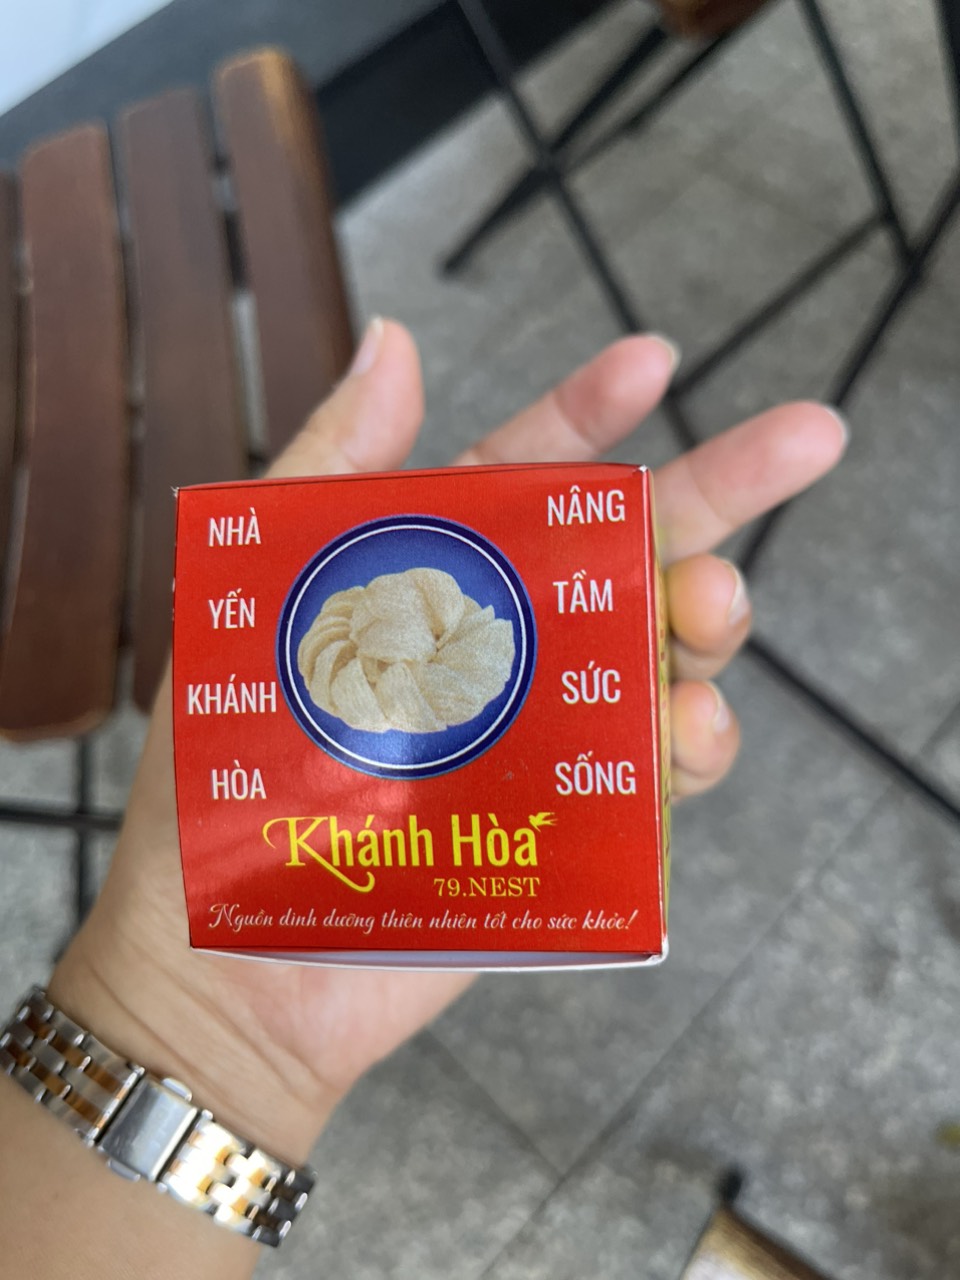 NHÀ
YẾN
KHÁNH
HÒA
NÂNG
TẦM
SỨC
SỐNG
Khánh Hòa
79.NEST
Nguồn dinh dưỡng thiên nhiên tốt cho sức khỏe!